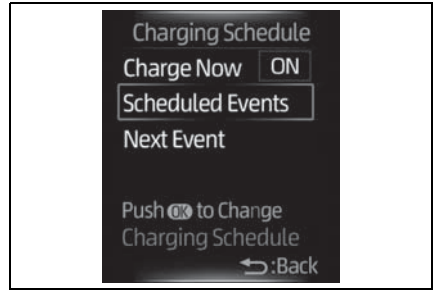 Charging Schedule
Charge Now ON
Scheduled Events
Next Event
Push OK to Change
Charging Schedule
:Back